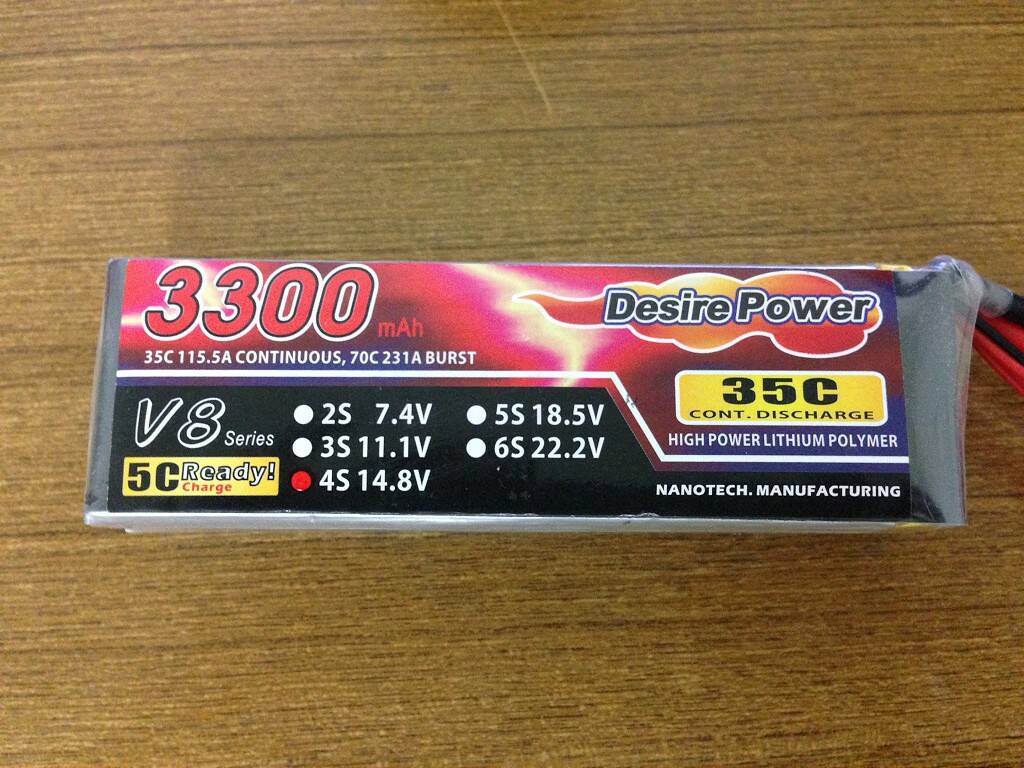 3300 mAh
Desire Power
35C 115.5A CONTINUOUS, 70C 231A BURST
35C
CONT. DISCHARGE
HIGH POWER LITHIUM POLYMER
NANOTECH. MANUFACTURING
V8 Series
5C Ready!
Charge
2S 7.4V
3S 11.1V
4S 14.8V
5S 18.5V
6S 22.2V